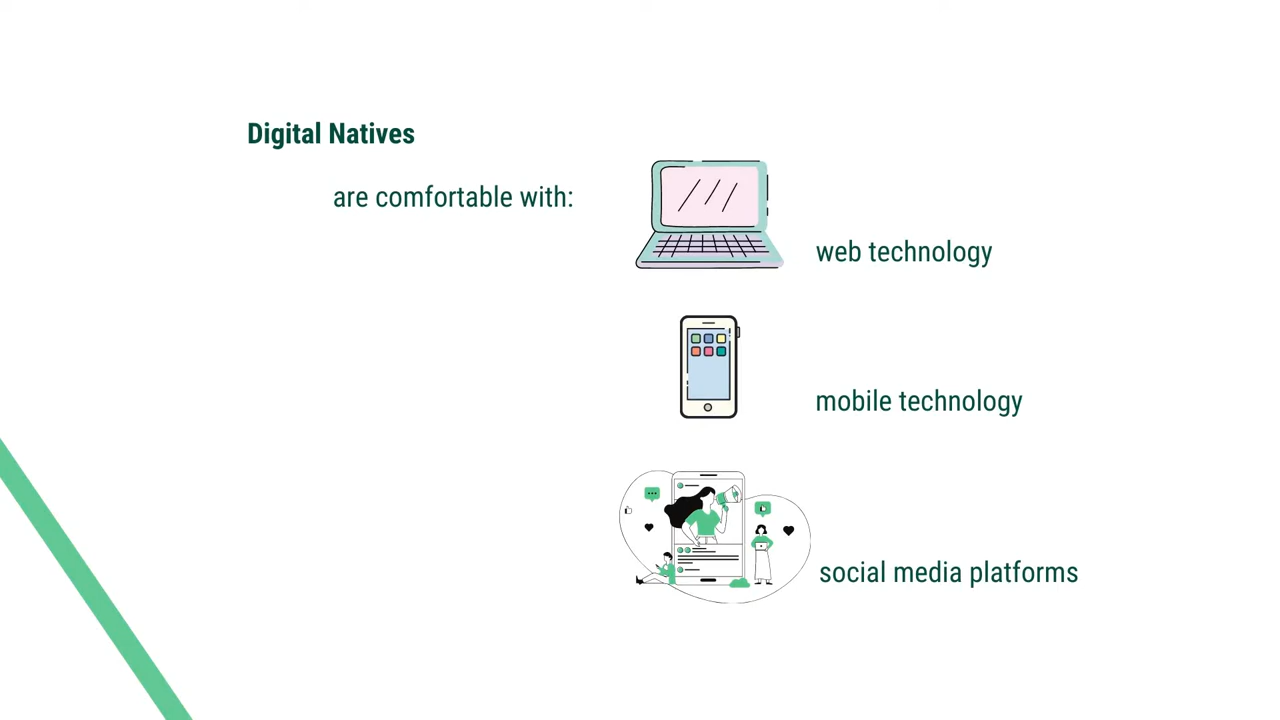 Digital Natives
are comfortable with:
web technology
mobile technology
social media platforms